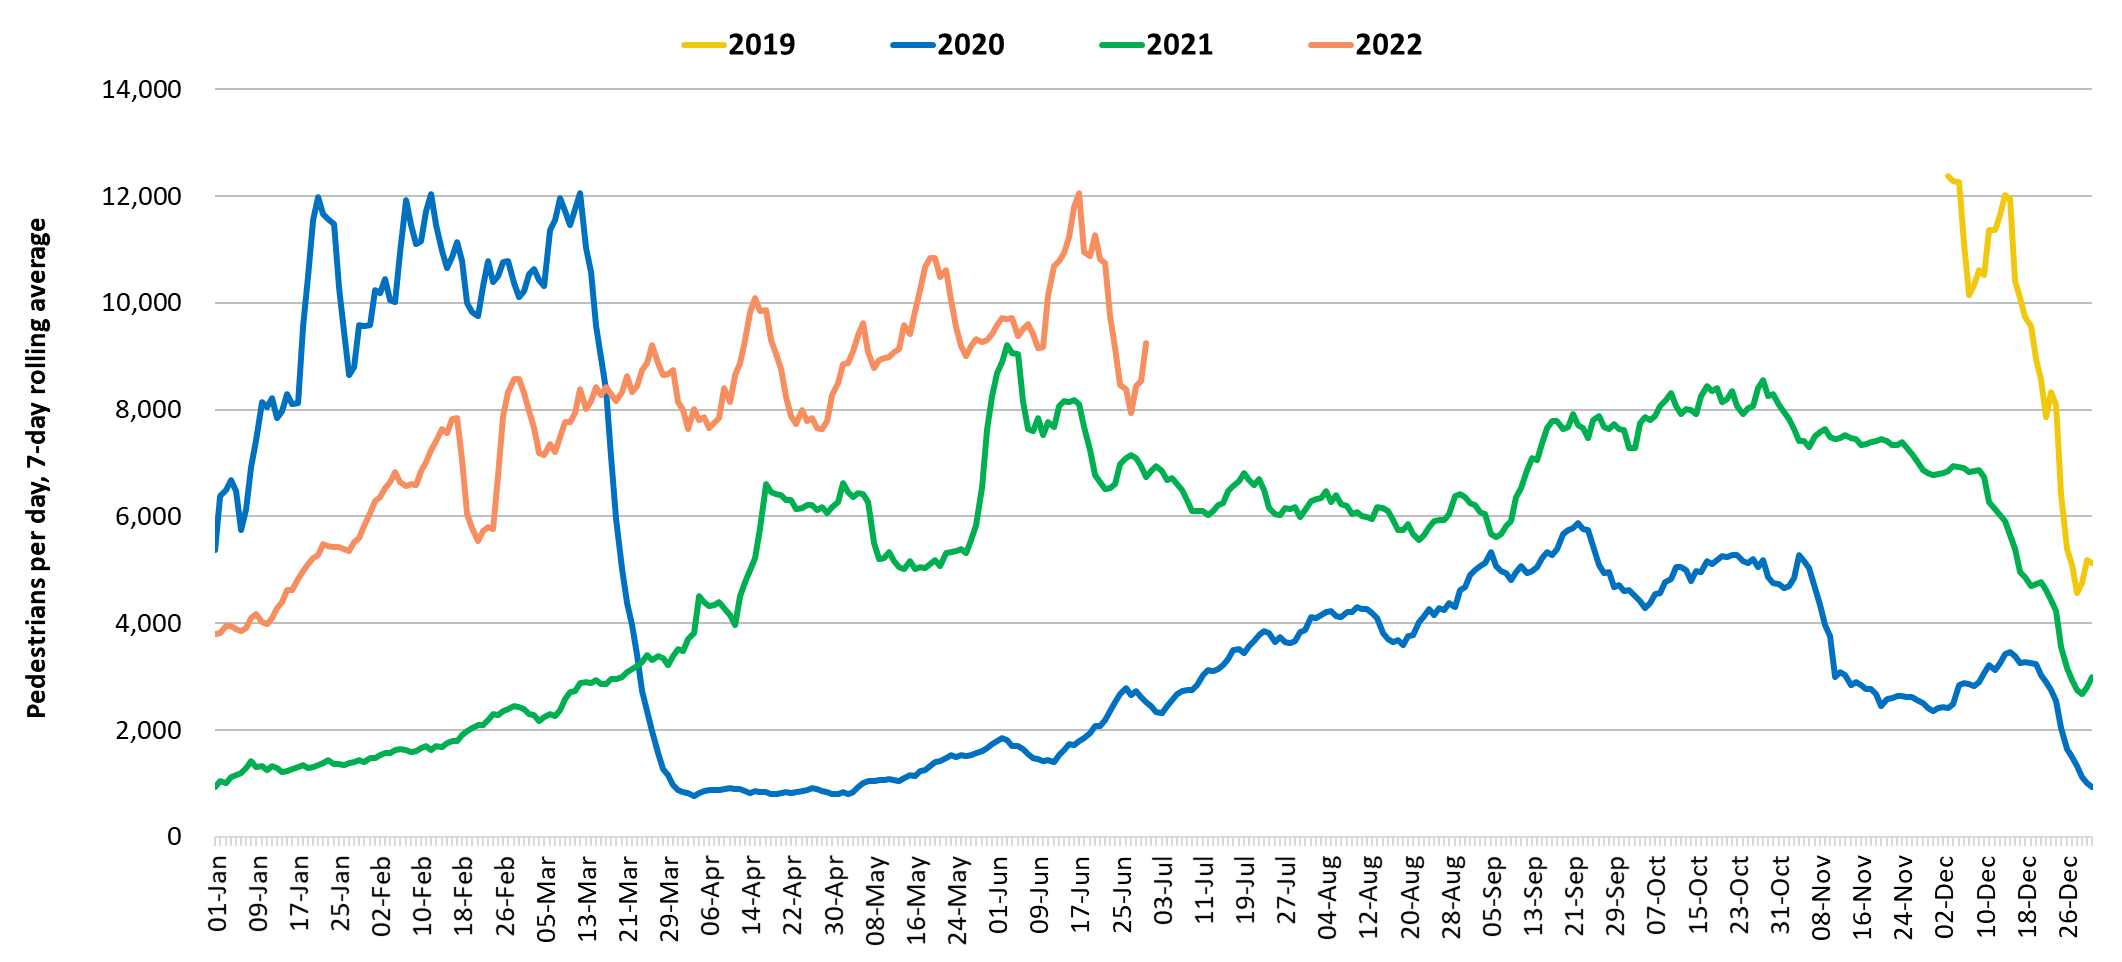 2019 2020 2021 2022
Pedestrians per day, 7-day rolling average
14,000
12,000
10,000
8,000
6,000
4,000
2,000
0
01-Jan 09-Jan 17-Jan 25-Jan 02-Feb 10-Feb 18-Feb 26-Feb 05-Mar 13-Mar 21-Mar 29-Mar 06-Apr 14-Apr 22-Apr 30-Apr 08-May 16-May 24-May 01-Jun 09-Jun 17-Jun 25-Jun 03-Jul 11-Jul 19-Jul 27-Jul 04-Aug 12-Aug 20-Aug 28-Aug 05-Sep 13-Sep 21-Sep 29-Sep 07-Oct 15-Oct 23-Oct 31-Oct 08-Nov 16-Nov 24-Nov 02-Dec 10-Dec 18-Dec 26-Dec